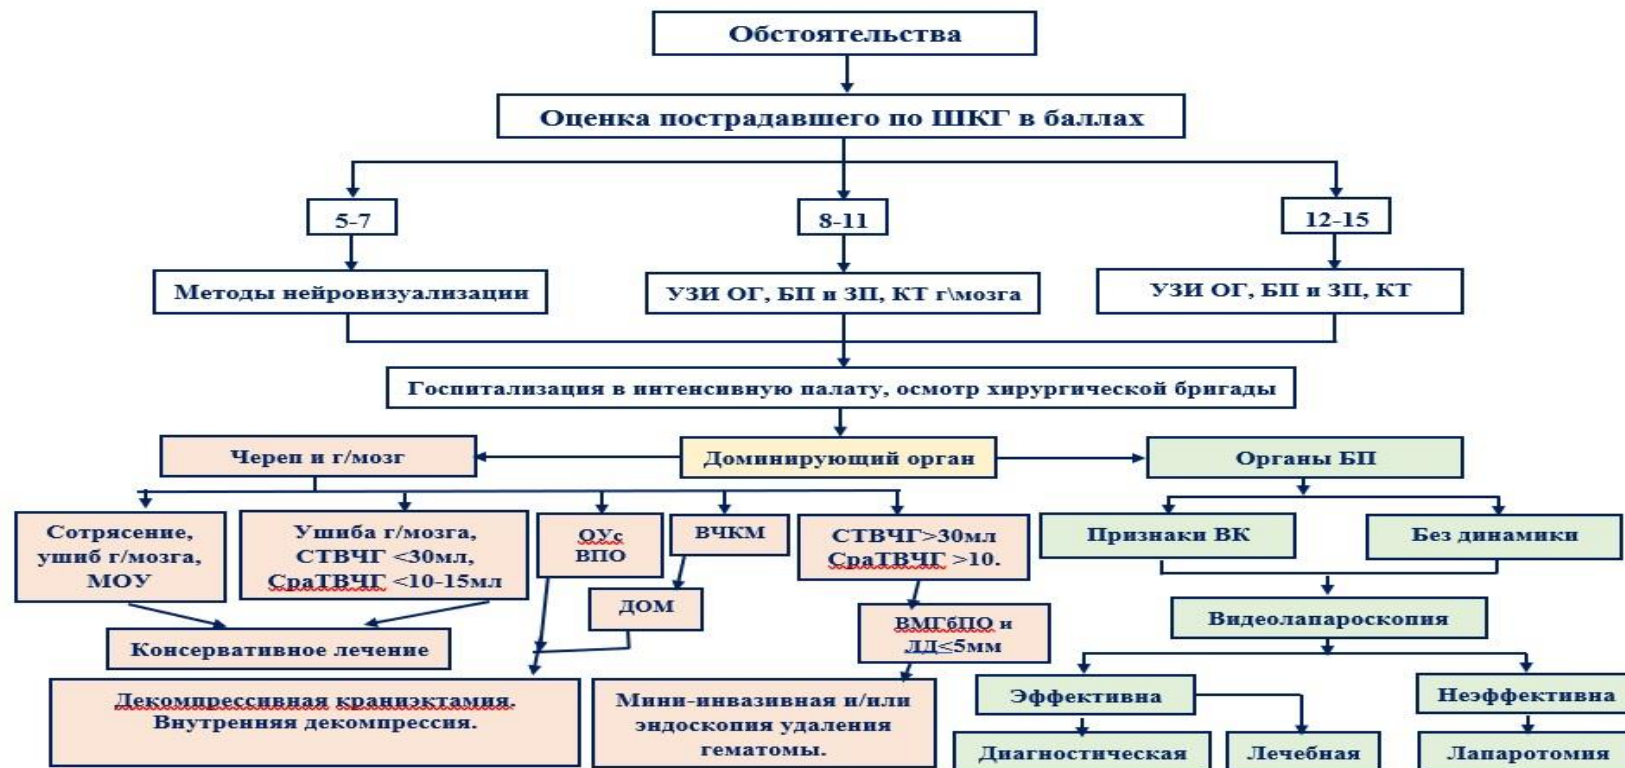 Обстоятельства
Оценка пострадавшего по ШКГ в баллах
5-7
8-11
12-15
Методы нейровизуализации
УЗИ ОГ, БП и ЗП, КТ г\мозга
УЗИ ОГ, БП и ЗП, КТ
Госпитализация в интенсивную палату, осмотр хирургической бригады
Череп и г/мозг
Доминирующий орган
Органы БП
Сотрясение,
ушиб г/мозга,
МОУ
Ушиба г/мозга,
СТВЧГ <30мл,
СраТВЧГ <10-15мл
ОУс
ВПО
ВЧКМ
СТВЧГ>30мл
СраТВЧГ >10.
Признаки ВК
Без динамики
ДОМ
ВМГбПО и
ЛД≤5мм
Видеолапароскопия
Консервативное лечение
Декомпрессивная краниэктамия.
Внутренняя декомпрессия.
Мини-инвазивная и/или
эндоскопия удаления
гематомы.
Эффективна
Неэффективна
Диагностическая
Лечебная
Лапаротомия